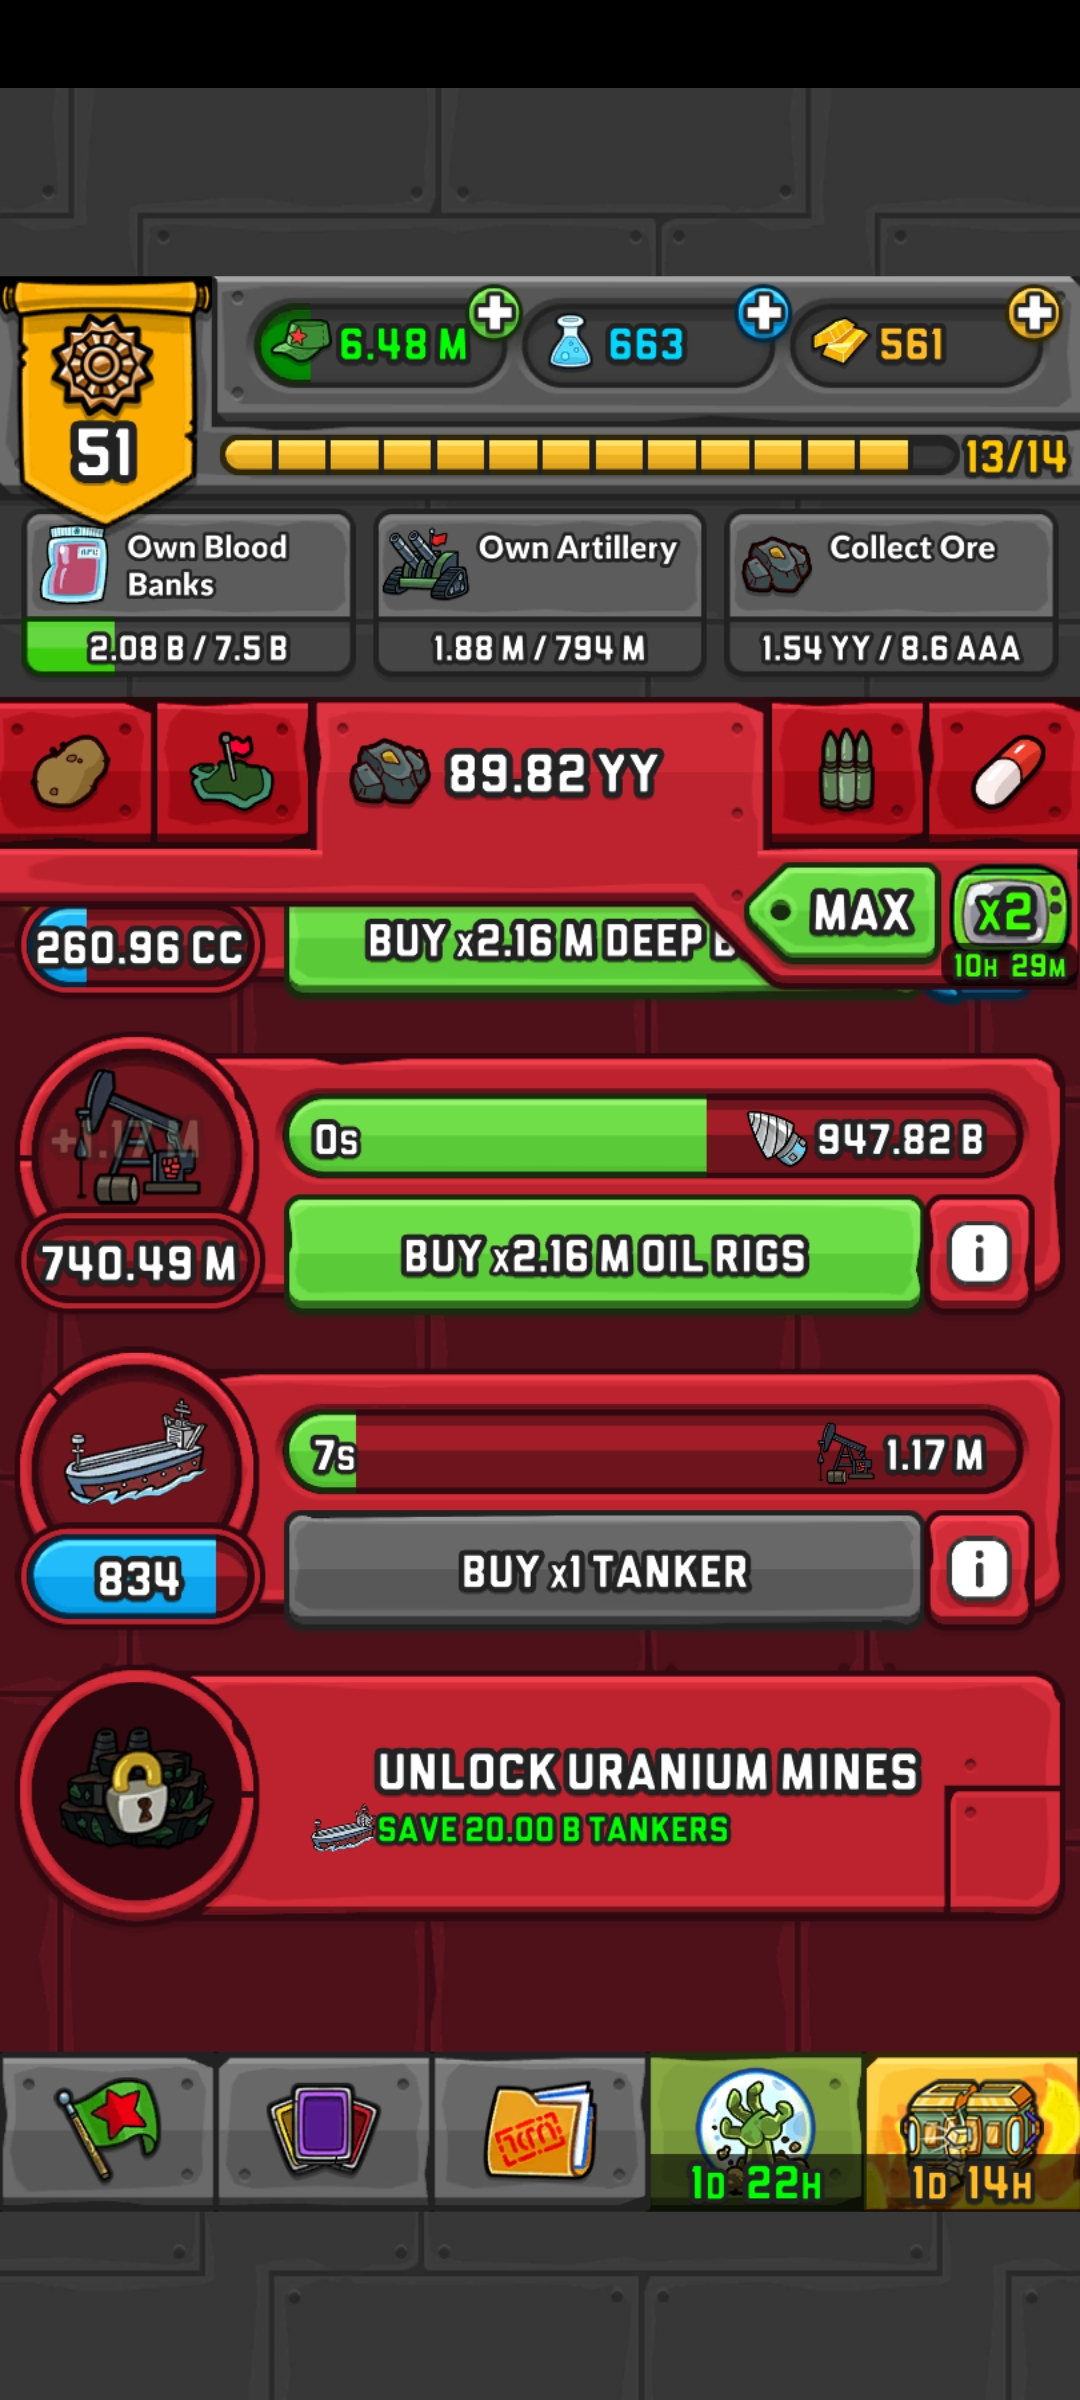 6.48 M
663
561
51
13/14
Own Blood
Banks
2.08 B / 7.5 B
Own Artillery
1.88 M / 794 M
Collect Ore
1.54 YY / 8.6 AAA
89.82 YY
MAX
x2
10H 29M
260.96 CC
BUY x2.16 M DEEP
+1.17 M
0s
947.82 B
740.49 M
BUY x2.16 M OIL RIGS
i
7s
1.17 M
834
BUY x1 TANKER
i
UNLOCK URANIUM MINES
SAVE 20.00 B TANKERS
1D 22H
1D 14H